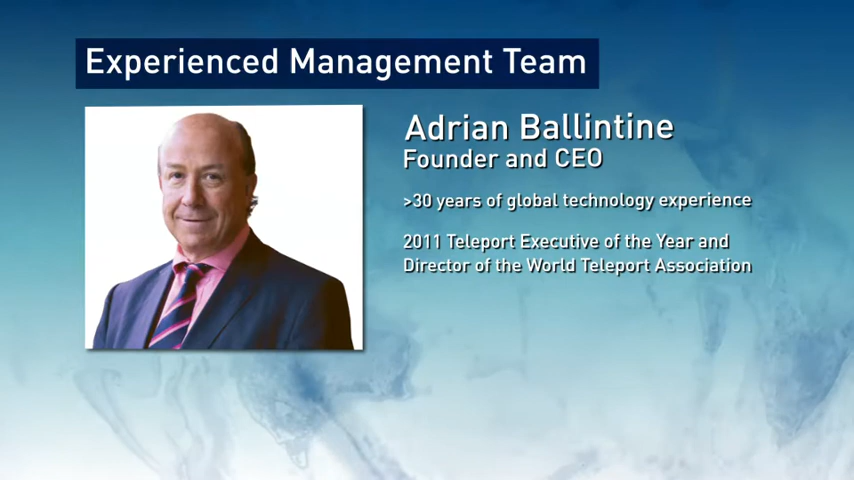 Experienced Management Team
Adrian Ballintine
Founder and CEO
>30 years of global technology experience
2011 Teleport Executive of the Year and
Director of the World Teleport Association